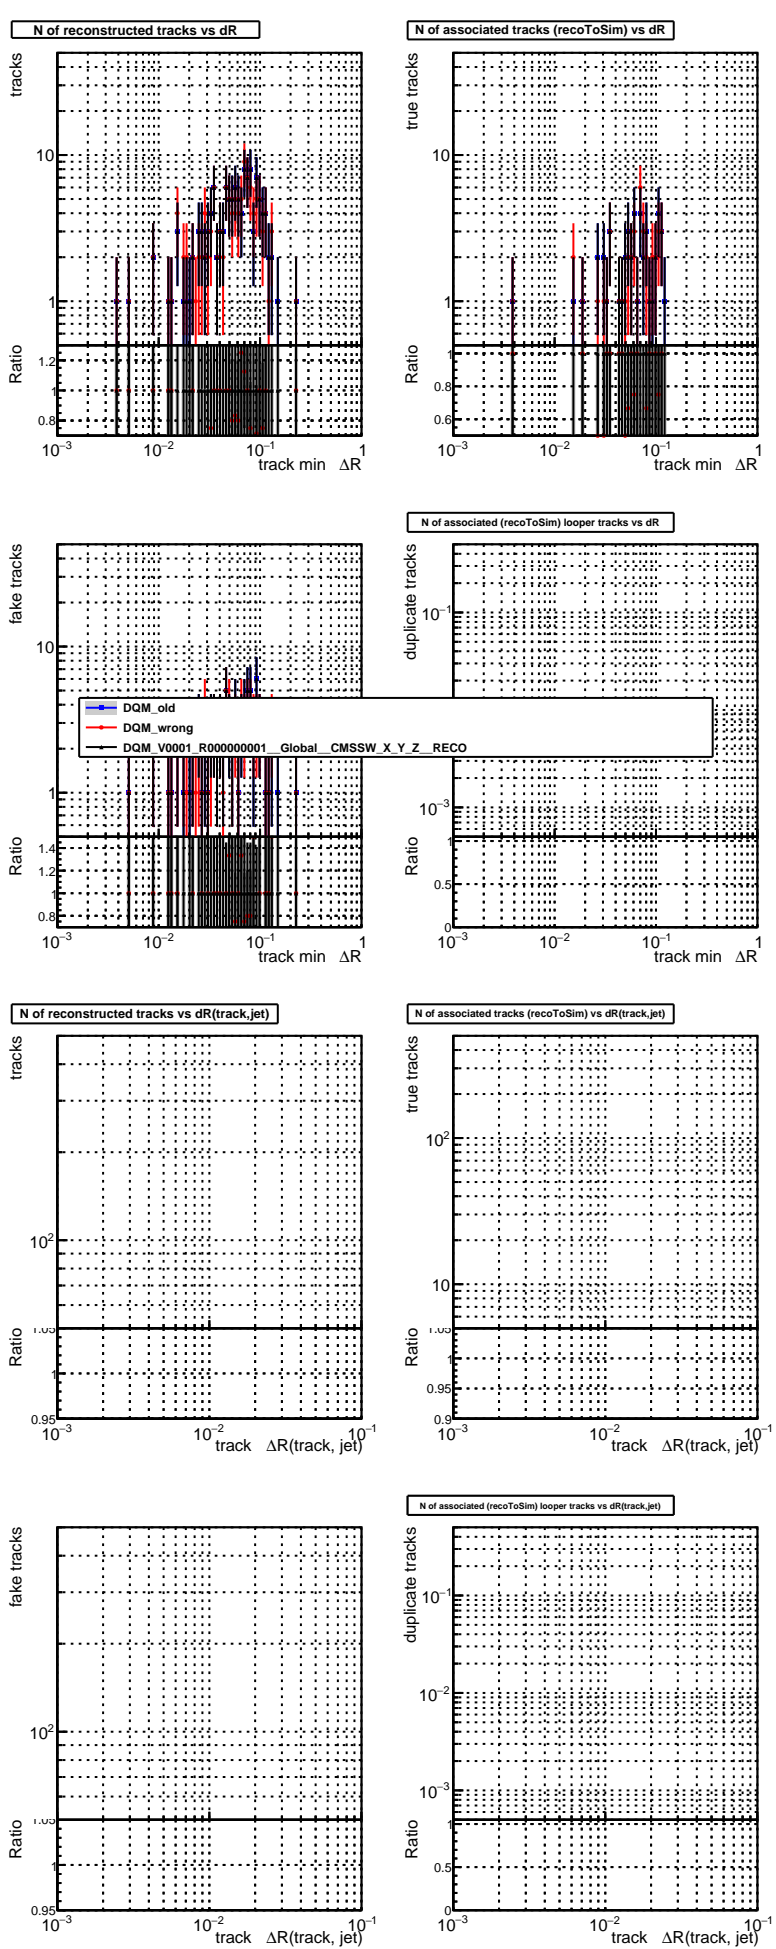 N of reconstructed tracks vs dR
tracks
10
1
Ratio
1.2
1
0.8
10−3
10−2
10−1
1
track min ΔR
N of associated tracks (recoToSim) vs dR
true tracks
10
1
Ratio
1
0.8
0.6
10−3
10−2
10−1
1
track min ΔR
fake tracks
10
1
Ratio
1.4
1.2
1
0.8
10−3
10−2
10−1
1
track min ΔR
N of associated (recoToSim) looper tracks vs dR
duplicate tracks
10−1
10−3
Ratio
1
0.5
0
10−3
10−2
10−1
1
track min ΔR
DQM_old
DQM_wrong
DQM_V0001_R000000001__Global__CMSSW_X_Y_Z__RECO
N of reconstructed tracks vs dR(track,jet)
tracks
102
Ratio
1.05
1
0.95
10−3
10−2
10−1
track ΔR(track, jet)
N of associated tracks (recoToSim) vs dR(track,jet)
true tracks
102
10
Ratio
1.05
1
0.95
0.9
10−3
10−2
10−1
track ΔR(track, jet)
fake tracks
102
Ratio
1.05
1
0.95
10−3
10−2
10−1
track ΔR(track, jet)
N of associated (recoToSim) looper tracks vs dR(track,jet)
duplicate tracks
10−1
10−2
10−3
Ratio
1
0.5
0
10−3
10−2
10−1
track ΔR(track, jet)